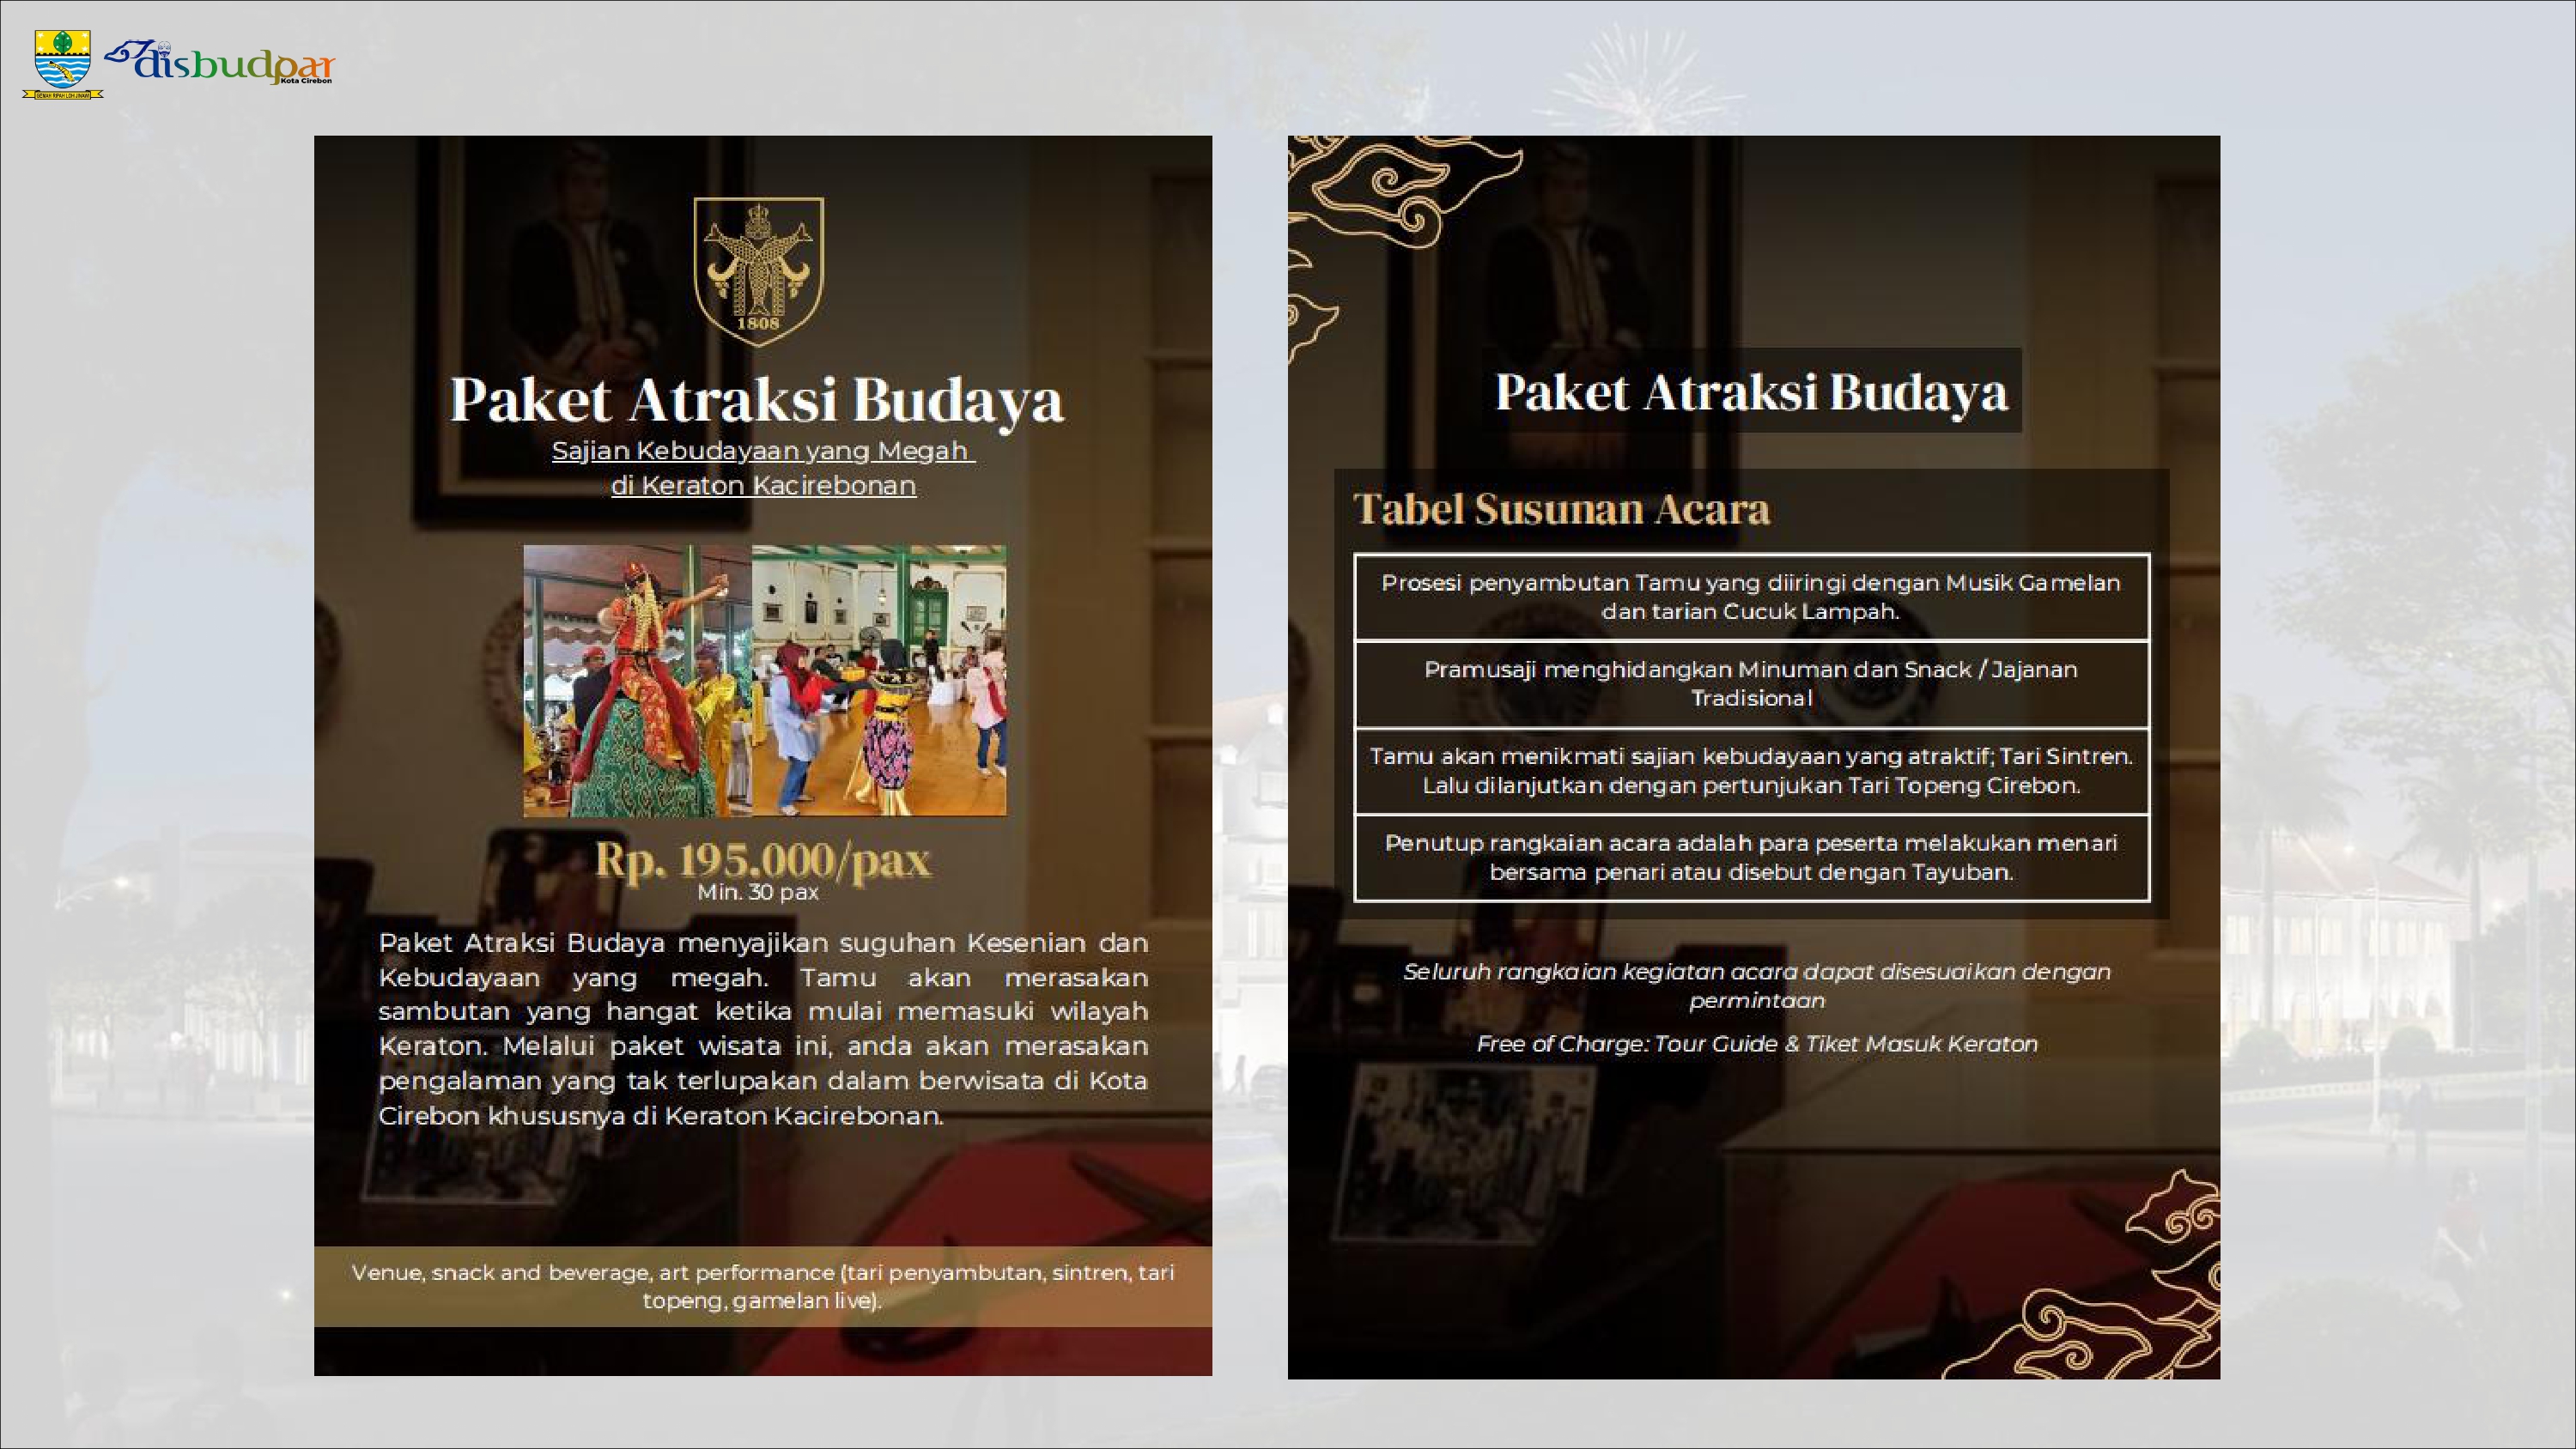 GEMAH RIPAH LOH JINAWI
disbudpar
Kota Cirebon
1808
Paket Atraksi Budaya
Sajian Kebudayaan yang Megah
di Keraton Kacirebonan
Rp. 195.000/pax
Min. 30 pax
Paket Atraksi Budaya menyajikan suguhan Kesenian dan
Kebudayaan yang megah. Tamu akan merasakan
sambutan yang hangat ketika mulai memasuki wilayah
Keraton. Melalui paket wisata ini, anda akan merasakan
pengalaman yang tak terlupakan dalam berwisata di Kota
Cirebon khususnya di Keraton Kacirebonan.
Venue, snack and beverage, art performance (tari penyambutan, sintren, tari
topeng, gamelan live).
Paket Atraksi Budaya
Tabel Susunan Acara
Prosesi penyambutan Tamu yang diiringi dengan Musik Gamelan
dan tarian Cucuk Lampah.
Pramusaji menghidangkan Minuman dan Snack / Jajanan
Tradisional
Tamu akan menikmati sajian kebudayaan yang atraktif; Tari Sintren.
Lalu dilanjutkan dengan pertunjukan Tari Topeng Cirebon.
Penutup rangkaian acara adalah para peserta melakukan menari
bersama penari atau disebut dengan Tayuban.
Seluruh rangkaian kegiatan acara dapat disesuaikan dengan
permintaan
Free of Charge: Tour Guide & Tiket Masuk Keraton